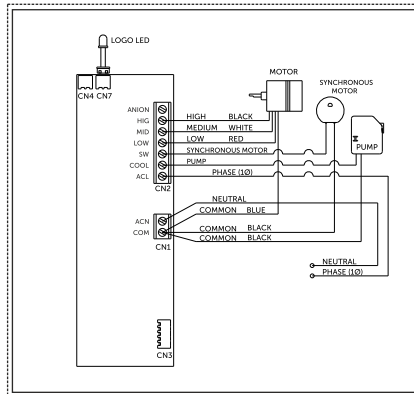 LOGO LED
CN4 CN7
MOTOR
SYNCHRONOUS
MOTOR
ANION
HIG HIGH BLACK
MID MEDIUM WHITE
LOW LOW RED
SW SYNCHRONOUS MOTOR
COOL PUMP
ACL PHASE (1Ø)
CN2
PUMP
NEUTRAL
ACN COMMON BLUE
COM COMMON BLACK
COMMON BLACK
CN1
NEUTRAL
PHASE (1Ø)
CN3